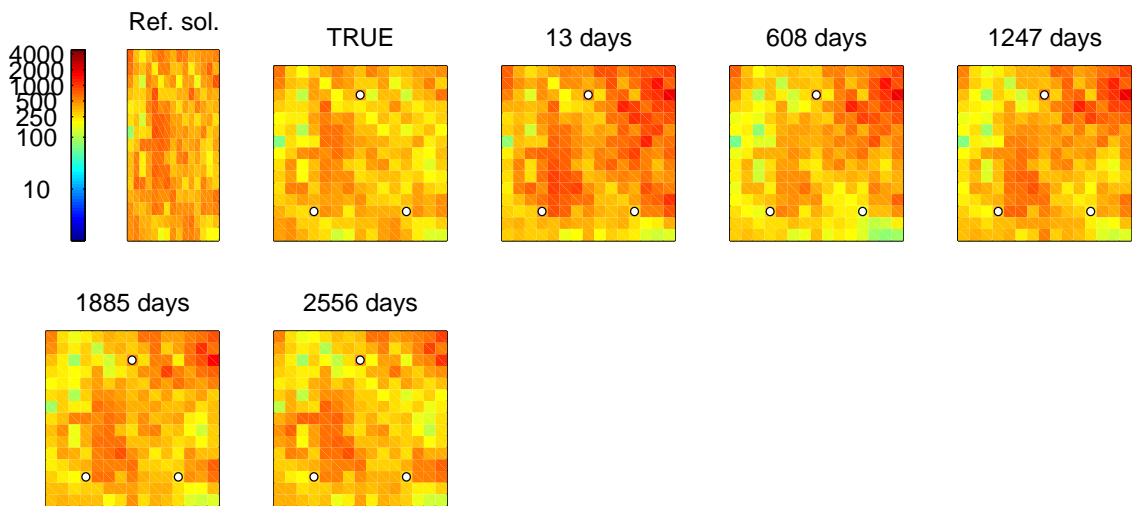 Ref. sol.
TRUE
13 days
608 days
1247 days
4000
2000
1000
500
250
100
10
1885 days
2556 days